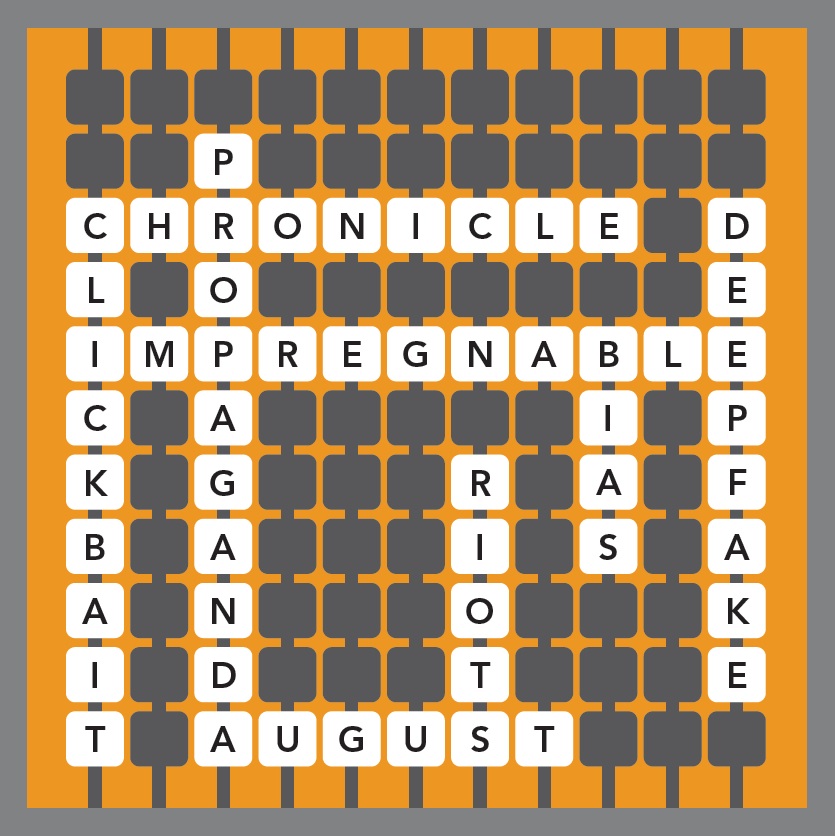 P
CHRONICLE D
L O E
IMPREGNABLE
C A I P
K G R A F
B A I S A
A N O K
I D T E
T AUGUST